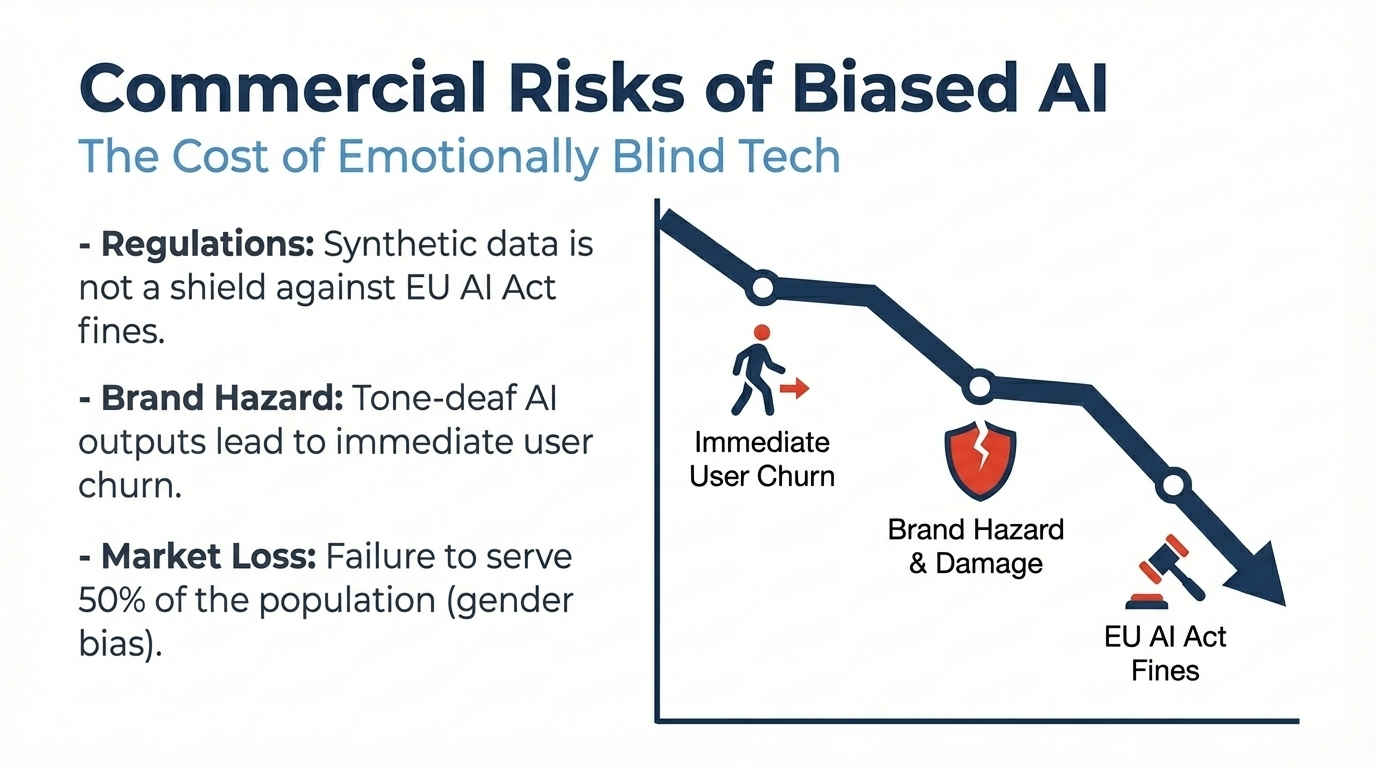 Commercial Risks of Biased AI
The Cost of Emotionally Blind Tech
- Regulations: Synthetic data is
not a shield against EU AI Act
fines.
- Brand Hazard: Tone-deaf AI
outputs lead to immediate user
churn.
- Market Loss: Failure to serve
50% of the population (gender
bias).
Immediate
User Churn
Brand Hazard
& Damage
EU AI Act
Fines